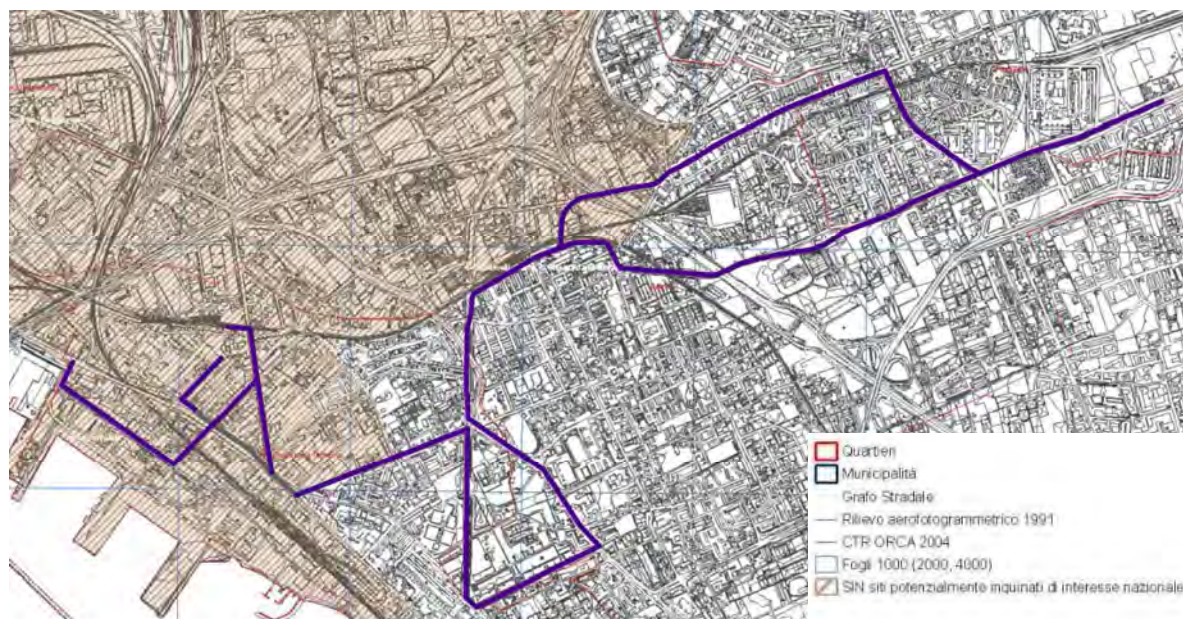 Quartieri
Municipalità
Grafo Stradale
Rilievo aerofotogrammetrico 1991
CTR ORCA 2004
Fogli 1000 (2000, 4000)
SIN siti potenzialmente inquinati di interesse nazionale